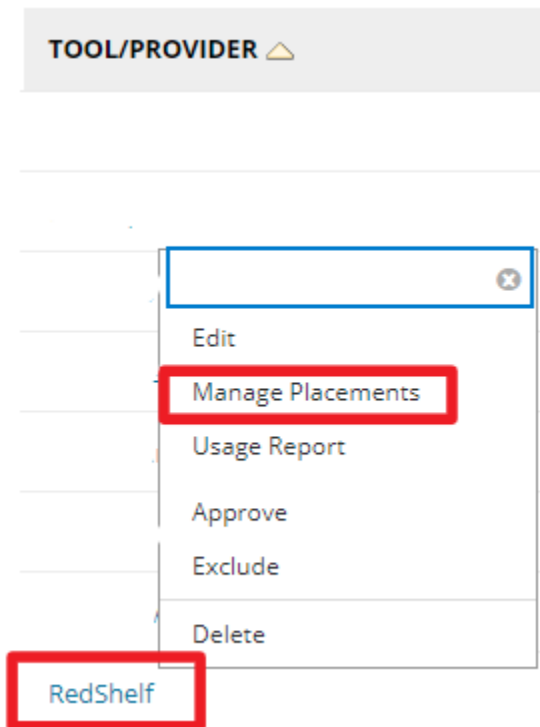 TOOL/PROVIDER
Edit
Manage Placements
Usage Report
Approve
Exclude
Delete
RedShelf